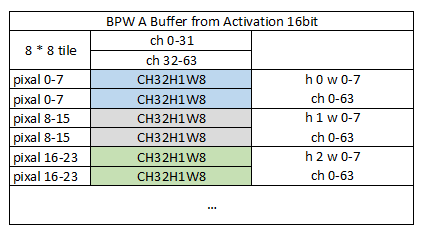 BPW A Buffer from Activation 16bit
8 * 8 tile
ch 0-31
ch 32-63
pixal 0-7 CH32H1W8 h 0 w 0-7
pixal 0-7 CH32H1W8 ch 0-63
pixal 8-15 CH32H1W8 h 1 w 0-7
pixal 8-15 CH32H1W8 ch 0-63
pixal 16-23 CH32H1W8 h 2 w 0-7
pixal 16-23 CH32H1W8 ch 0-63
...